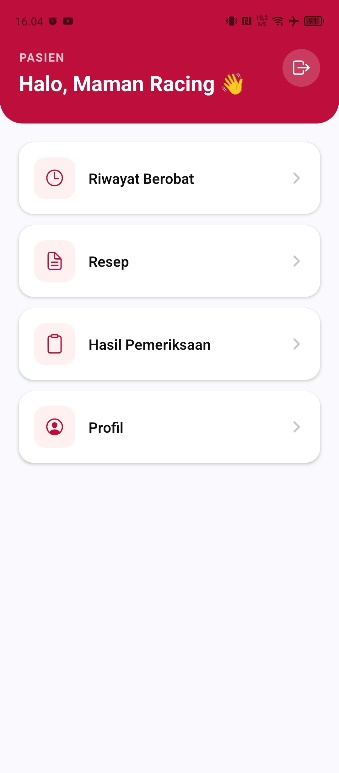 16.04
PASIEN
Halo, Maman Racing 👋
Riwayat Berobat
Resep
Hasil Pemeriksaan
Profil